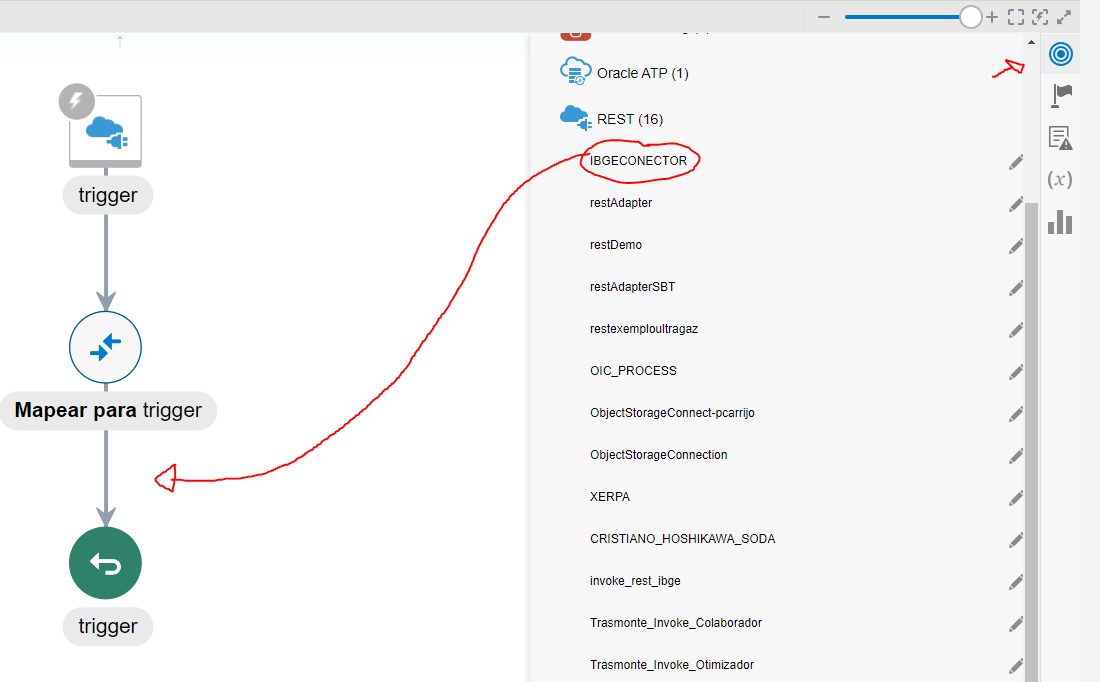 Oracle ATP (1)
REST (16)
IBGECONECTOR
restAdapter
restDemo
restAdapterSBT
restexemploultragaz
OIC_PROCESS
ObjectStorageConnect-pcarrijo
ObjectStorageConnection
XERPA
CRISTIANO_HOSHIKAWA_SODA
invoke_rest_ibge
Trasmonte_Invoke_Colaborador
Trasmonte_Invoke_Otimizador
trigger
Mapear para trigger
trigger
(x)